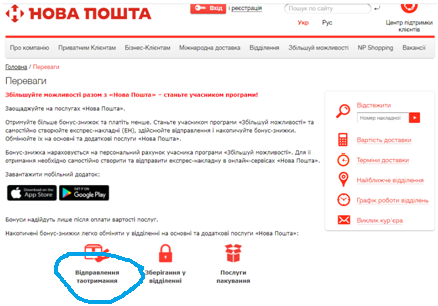 НОВА ПОШТА
Вхід і реєстрація
Пошук по сайту
Укр Рус
Центр підтримки
клієнтів
Про компанію Приватним Клієнтам Бізнес-Клієнтам Міжнародна доставка Відділення Збільшуй можливості NP Shopping Вакансії
Головна / Переваги
Переваги
Збільшуйте можливості разом з «Нова Пошта» – станьте учасником програми!
Заощаджуйте на послугах «Нова Пошта».
Отримуйте більше бонус-знижок та платіть менше. Станьте учасником програми «Збільшуй можливості» та
самостійно створюйте експрес-накладну (ЕН), здійснюйте відправлення і накопичуйте бонус-знижки.
Обмінюйте їх на основні та додаткові послуги «Нова Пошта».
Бонус-знижка нараховується на персональний рахунок учасника програми «Збільшуй можливості». Для її
отримання необхідно самостійно створити та відправити експрес-накладну в онлайн-сервісах «Нова Пошта».
Завантажити мобільний додаток:
Download on the
App Store
GET IT ON
Google Play
Бонуси надійдуть лише після оплати вартості послуг.
Накопичені бонус-знижки легко обміняти у відділенні на основні та додаткові послуги «Нова Пошта»:
Відправлення
таотримання
Зберігання у
відділенні
Послуги
пакування
Відстежити
Номер накладної
Вартість доставки
Терміни доставки
Найближче відділення
Графік роботи відділень
Виклик кур'єра